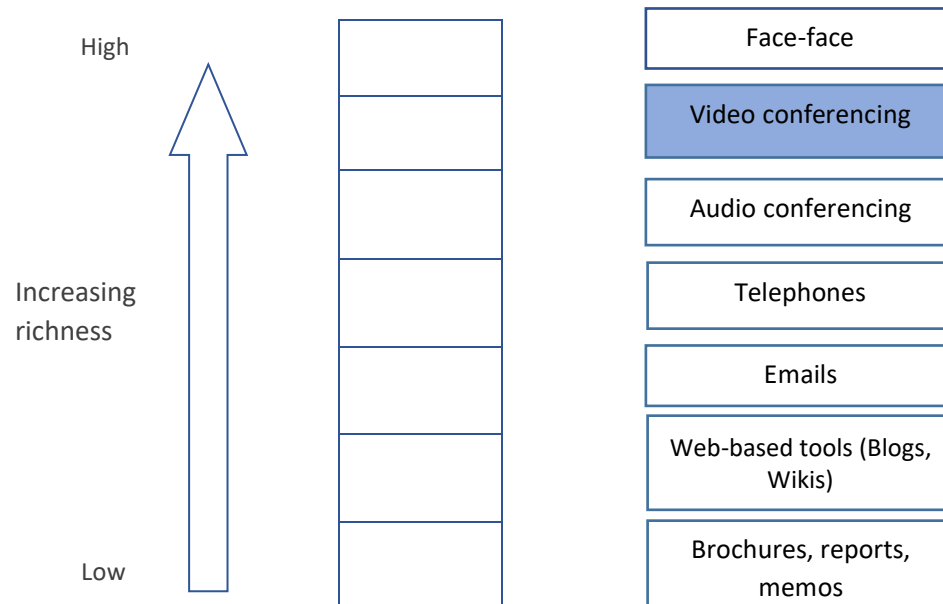 High
Increasing
richness
Low
Face-face
Video conferencing
Audio conferencing
Telephones
Emails
Web-based tools (Blogs,
Wikis)
Brochures, reports,
memos